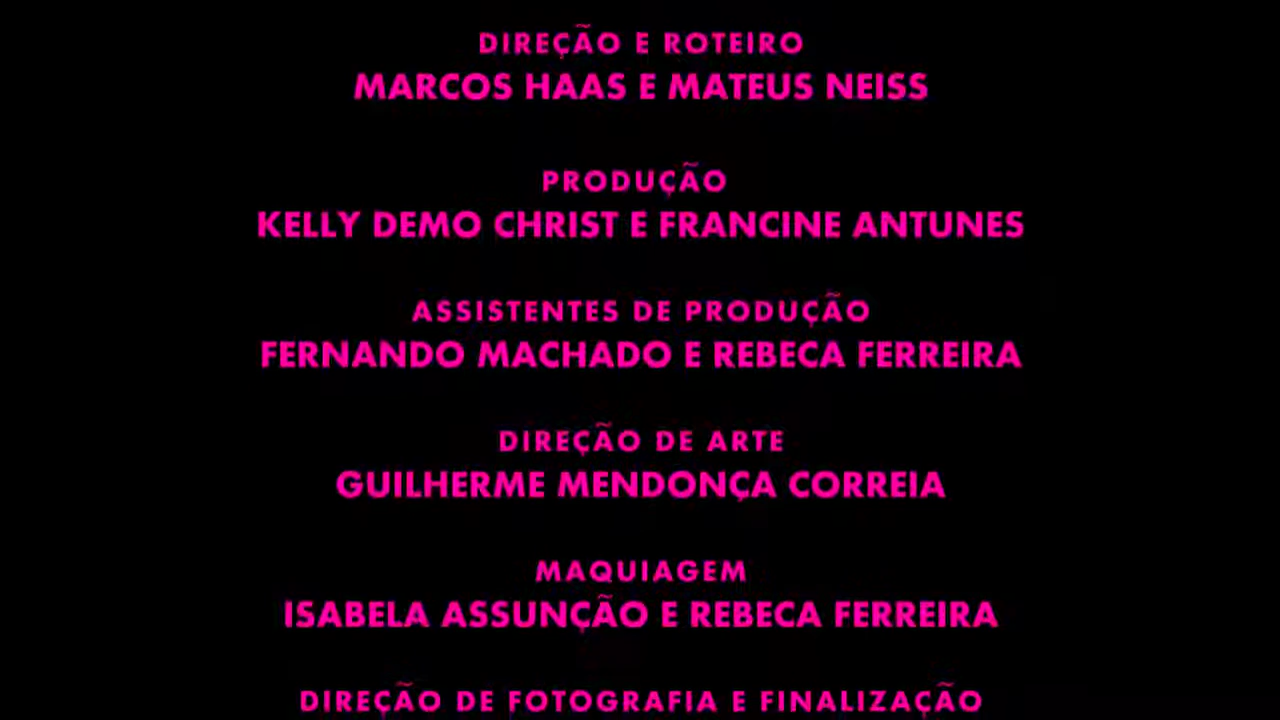 DIREÇÃO E ROTEIRO
MARCOS HAAS E MATEUS NEISS
PRODUÇÃO
KELLY DEMO CHRIST E FRANCINE ANTUNES
ASSISTENTES DE PRODUÇÃO
FERNANDO MACHADO E REBECA FERREIRA
DIREÇÃO DE ARTE
GUILHERME MENDONÇA CORREIA
MAQUIAGEM
ISABELA ASSUNÇÃO E REBECA FERREIRA
DIREÇÃO DE FOTOGRAFIA E FINALIZAÇÃO